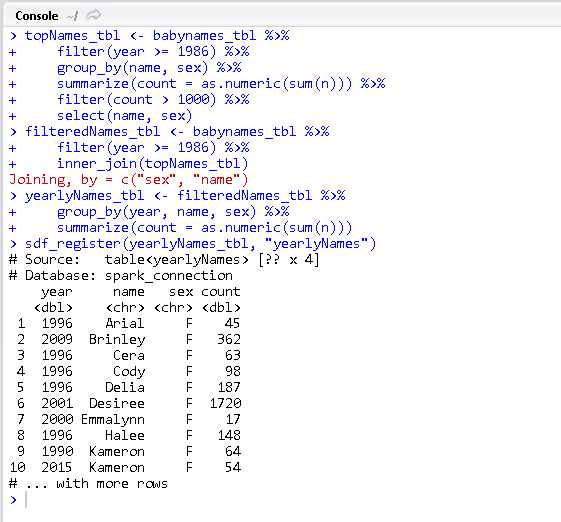 Console ~/
> topNames_tbl <- babynames_tbl %>%
+     filter(year >= 1986) %>%
+     group_by(name, sex) %>%
+     summarize(count = as.numeric(sum(n))) %>%
+     filter(count > 1000) %>%
+     select(name, sex)
> filteredNames_tbl <- babynames_tbl %>%
+     filter(year >= 1986) %>%
+     inner_join(topNames_tbl)
Joining, by = c("sex", "name")
> yearlyNames_tbl <- filteredNames_tbl %>%
+     group_by(year, name, sex) %>%
+     summarize(count = as.numeric(sum(n)))
> sdf_register(yearlyNames_tbl, "yearlyNames")
# Source:   table<yearlyNames> [?? x 4]
# Database: spark_connection
    year     name   sex count
   <dbl>    <chr> <chr> <dbl>
 1  1996    Arial     F    45
 2  2009  Brinley     F   362
 3  1996     Cera     F    63
 4  1996     Cody     F    98
 5  1996    Delia     F   187
 6  2001  Desiree     F  1720
 7  2000 Emmalynn     F    17
 8  1996    Halee     F   148
 9  1990  Kameron     F    64
10  2015  Kameron     F    54
# ... with more rows
>